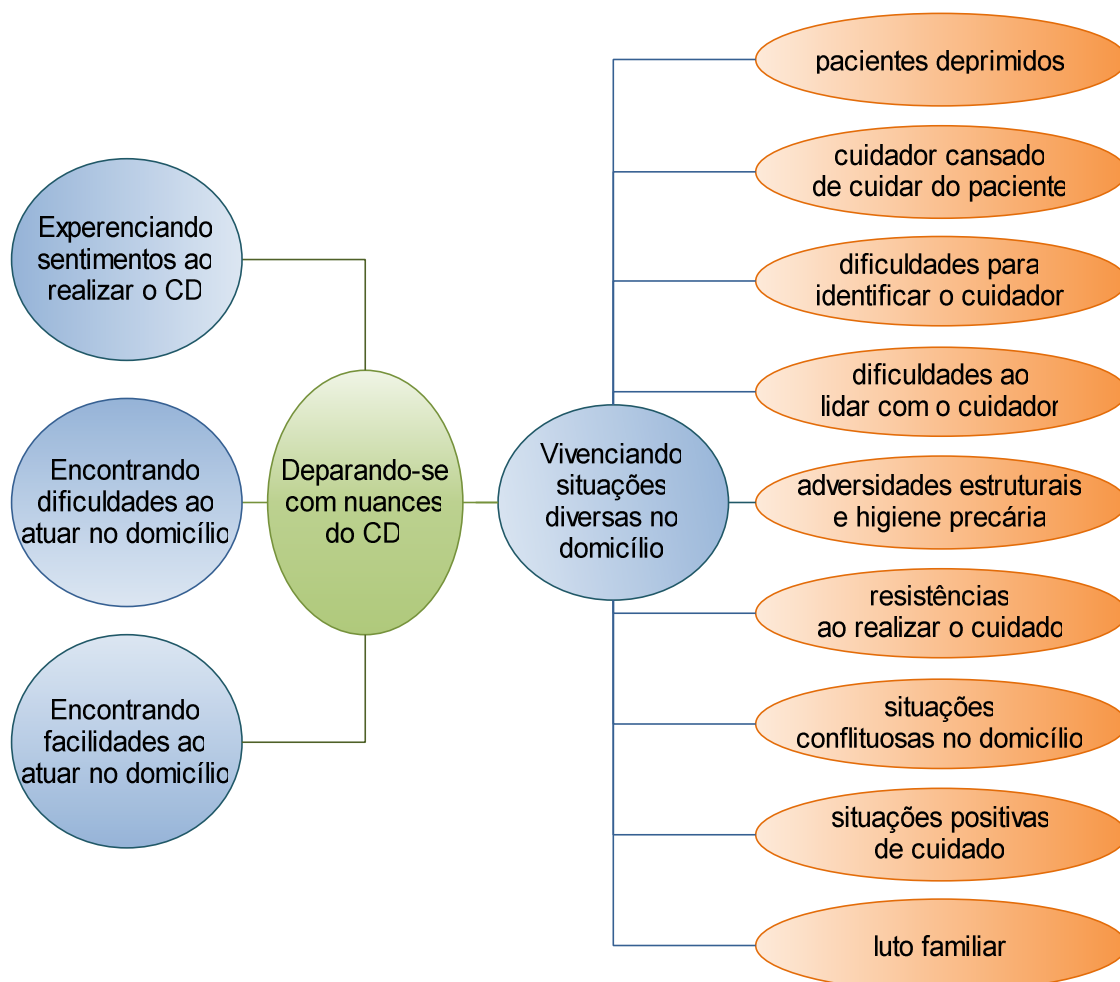 Experenciando
sentimentos ao
realizar o CD
Encontrando
dificuldades ao
atuar no domicílio
Encontrando
facilidades ao
atuar no domicílio
Deparando-se
com nuances
do CD
Vivenciando
situações
diversas no
domicílio
pacientes deprimidos
cuidador cansado
de cuidar do paciente
dificuldades para
identificar o cuidador
dificuldades ao
lidar com o cuidador
adversidades estruturais
e higiene precária
resistências
ao realizar o cuidado
situações
conflituosas no domicílio
situações positivas
de cuidado
luto familiar